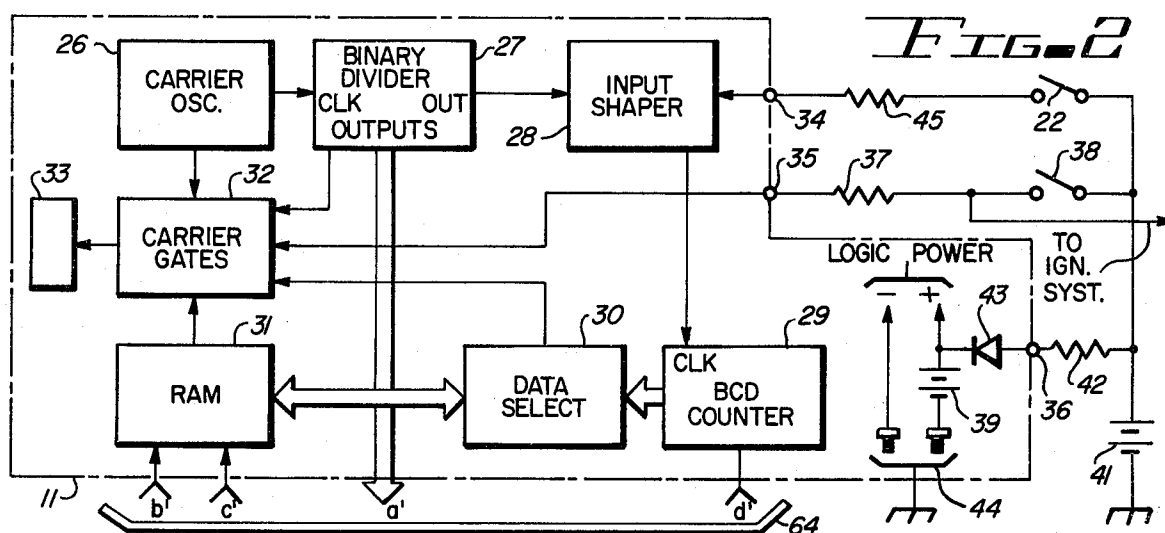 FIG-2
26
CARRIER
OSC.
BINARY
DIVIDER
CLK OUT
OUTPUTS
27
INPUT
SHAPER
28
34
45
22
33
32
CARRIER
GATES
35
37
38
LOGIC POWER
- +
43
TO
IGN.
SYST.
31
RAM
30
DATA
SELECT
29
CLK
BCD
COUNTER
39
36
42
41
44
11
b' c' a' d'
64